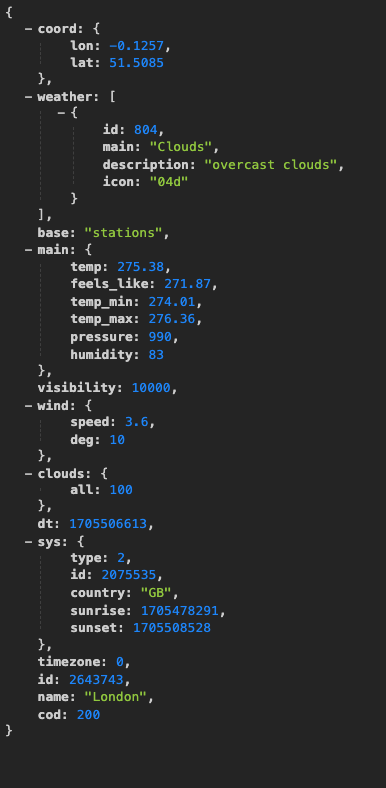 {
– coord: {
lon: -0.1257,
lat: 51.5085
},
– weather: [
– {
id: 804,
main: "Clouds",
description: "overcast clouds",
icon: "04d"
}
],
base: "stations",
– main: {
temp: 275.38,
feels_like: 271.87,
temp_min: 274.01,
temp_max: 276.36,
pressure: 990,
humidity: 83
},
visibility: 10000,
– wind: {
speed: 3.6,
deg: 10
},
– clouds: {
all: 100
},
dt: 1705506613,
– sys: {
type: 2,
id: 2075535,
country: "GB",
sunrise: 1705478291,
sunset: 1705508528
},
timezone: 0,
id: 2643743,
name: "London",
cod: 200
}